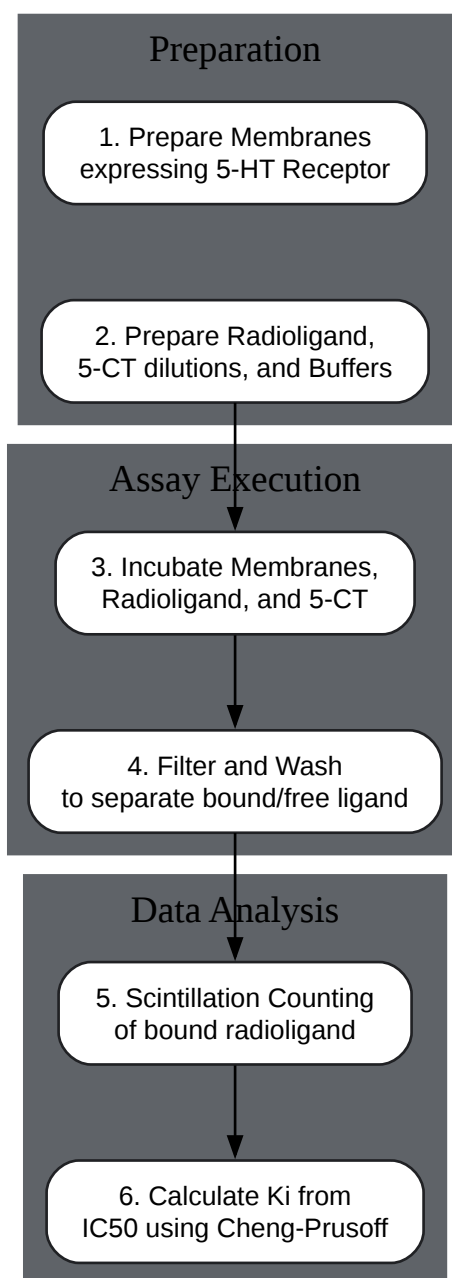 Preparation
1. Prepare Membranes
expressing 5-HT Receptor
2. Prepare Radioligand,
5-CT dilutions, and Buffers
Assay Execution
3. Incubate Membranes,
Radioligand, and 5-CT
4. Filter and Wash
to separate bound/free ligand
Data Analysis
5. Scintillation Counting
of bound radioligand
6. Calculate Ki from
IC50 using Cheng-Prusoff